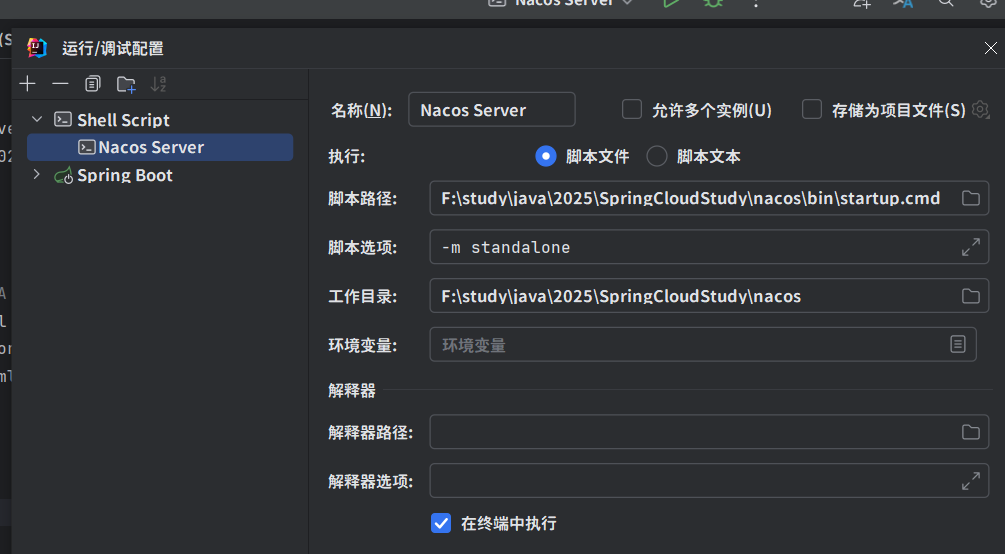 Nacos Server
运行/调试配置
Shell Script
Nacos Server
Spring Boot
名称(N): Nacos Server 允许多个实例(U) 存储为项目文件(S)
执行: 脚本文件 脚本文本
脚本路径: F:\study\java\2025\SpringCloudStudy\nacos\bin\startup.cmd
脚本选项: -m standalone
工作目录: F:\study\java\2025\SpringCloudStudy\nacos
环境变量: 环境变量
解释器
解释器路径:
解释器选项:
在终端中执行